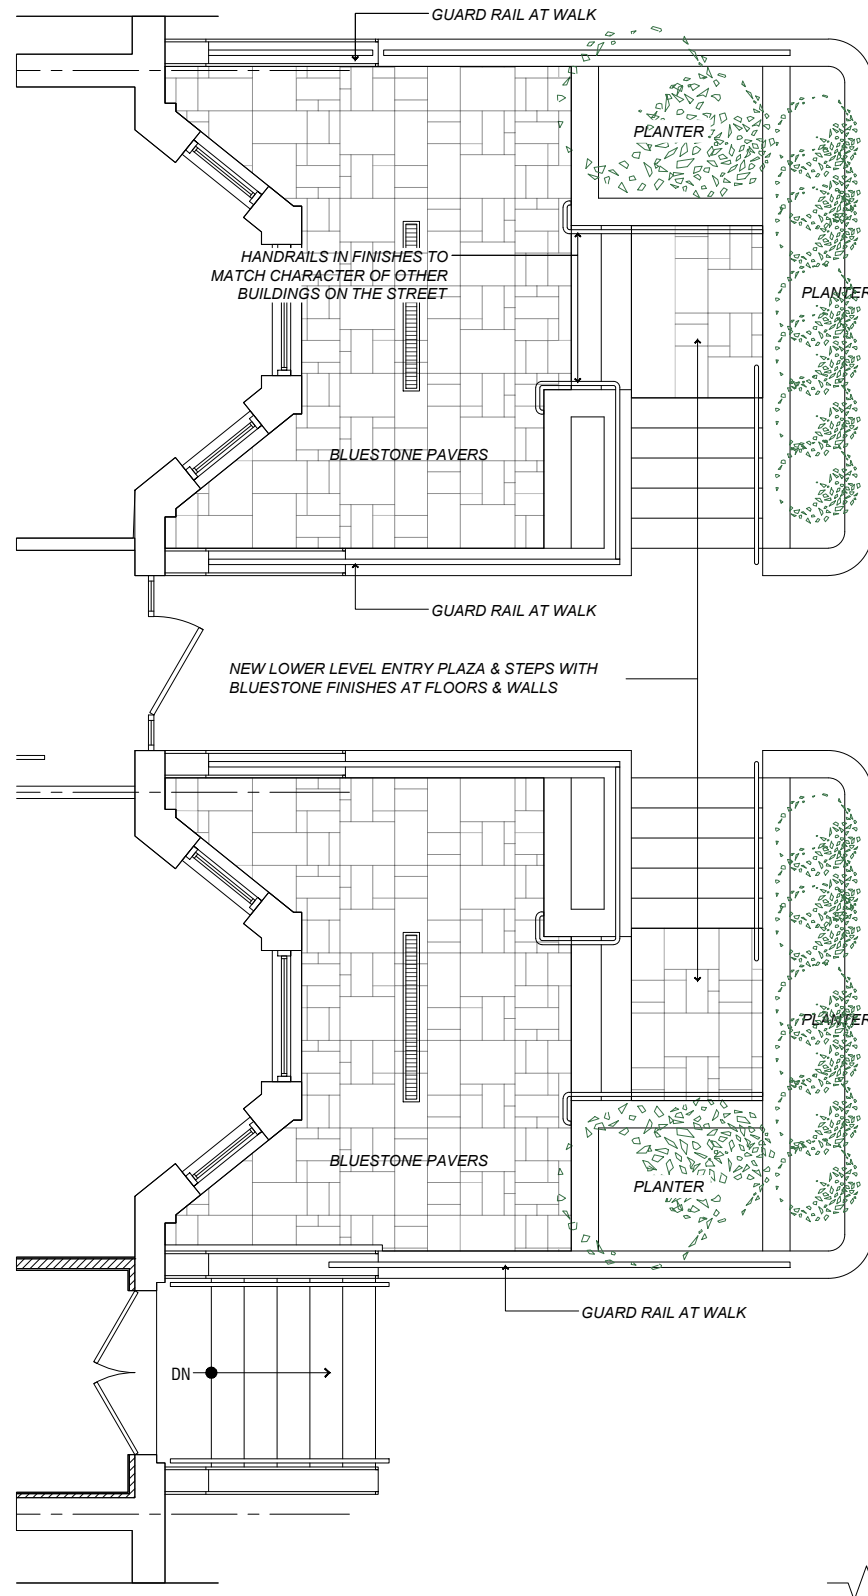 GUARD RAIL AT WALK
PLANTER
HANDRAILS IN FINISHES TO
MATCH CHARACTER OF OTHER
BUILDINGS ON THE STREET
PLANTER
BLUESTONE PAVERS
GUARD RAIL AT WALK
NEW LOWER LEVEL ENTRY PLAZA & STEPS WITH
BLUESTONE FINISHES AT FLOORS & WALLS
PLANTER
BLUESTONE PAVERS
PLANTER
GUARD RAIL AT WALK
DN